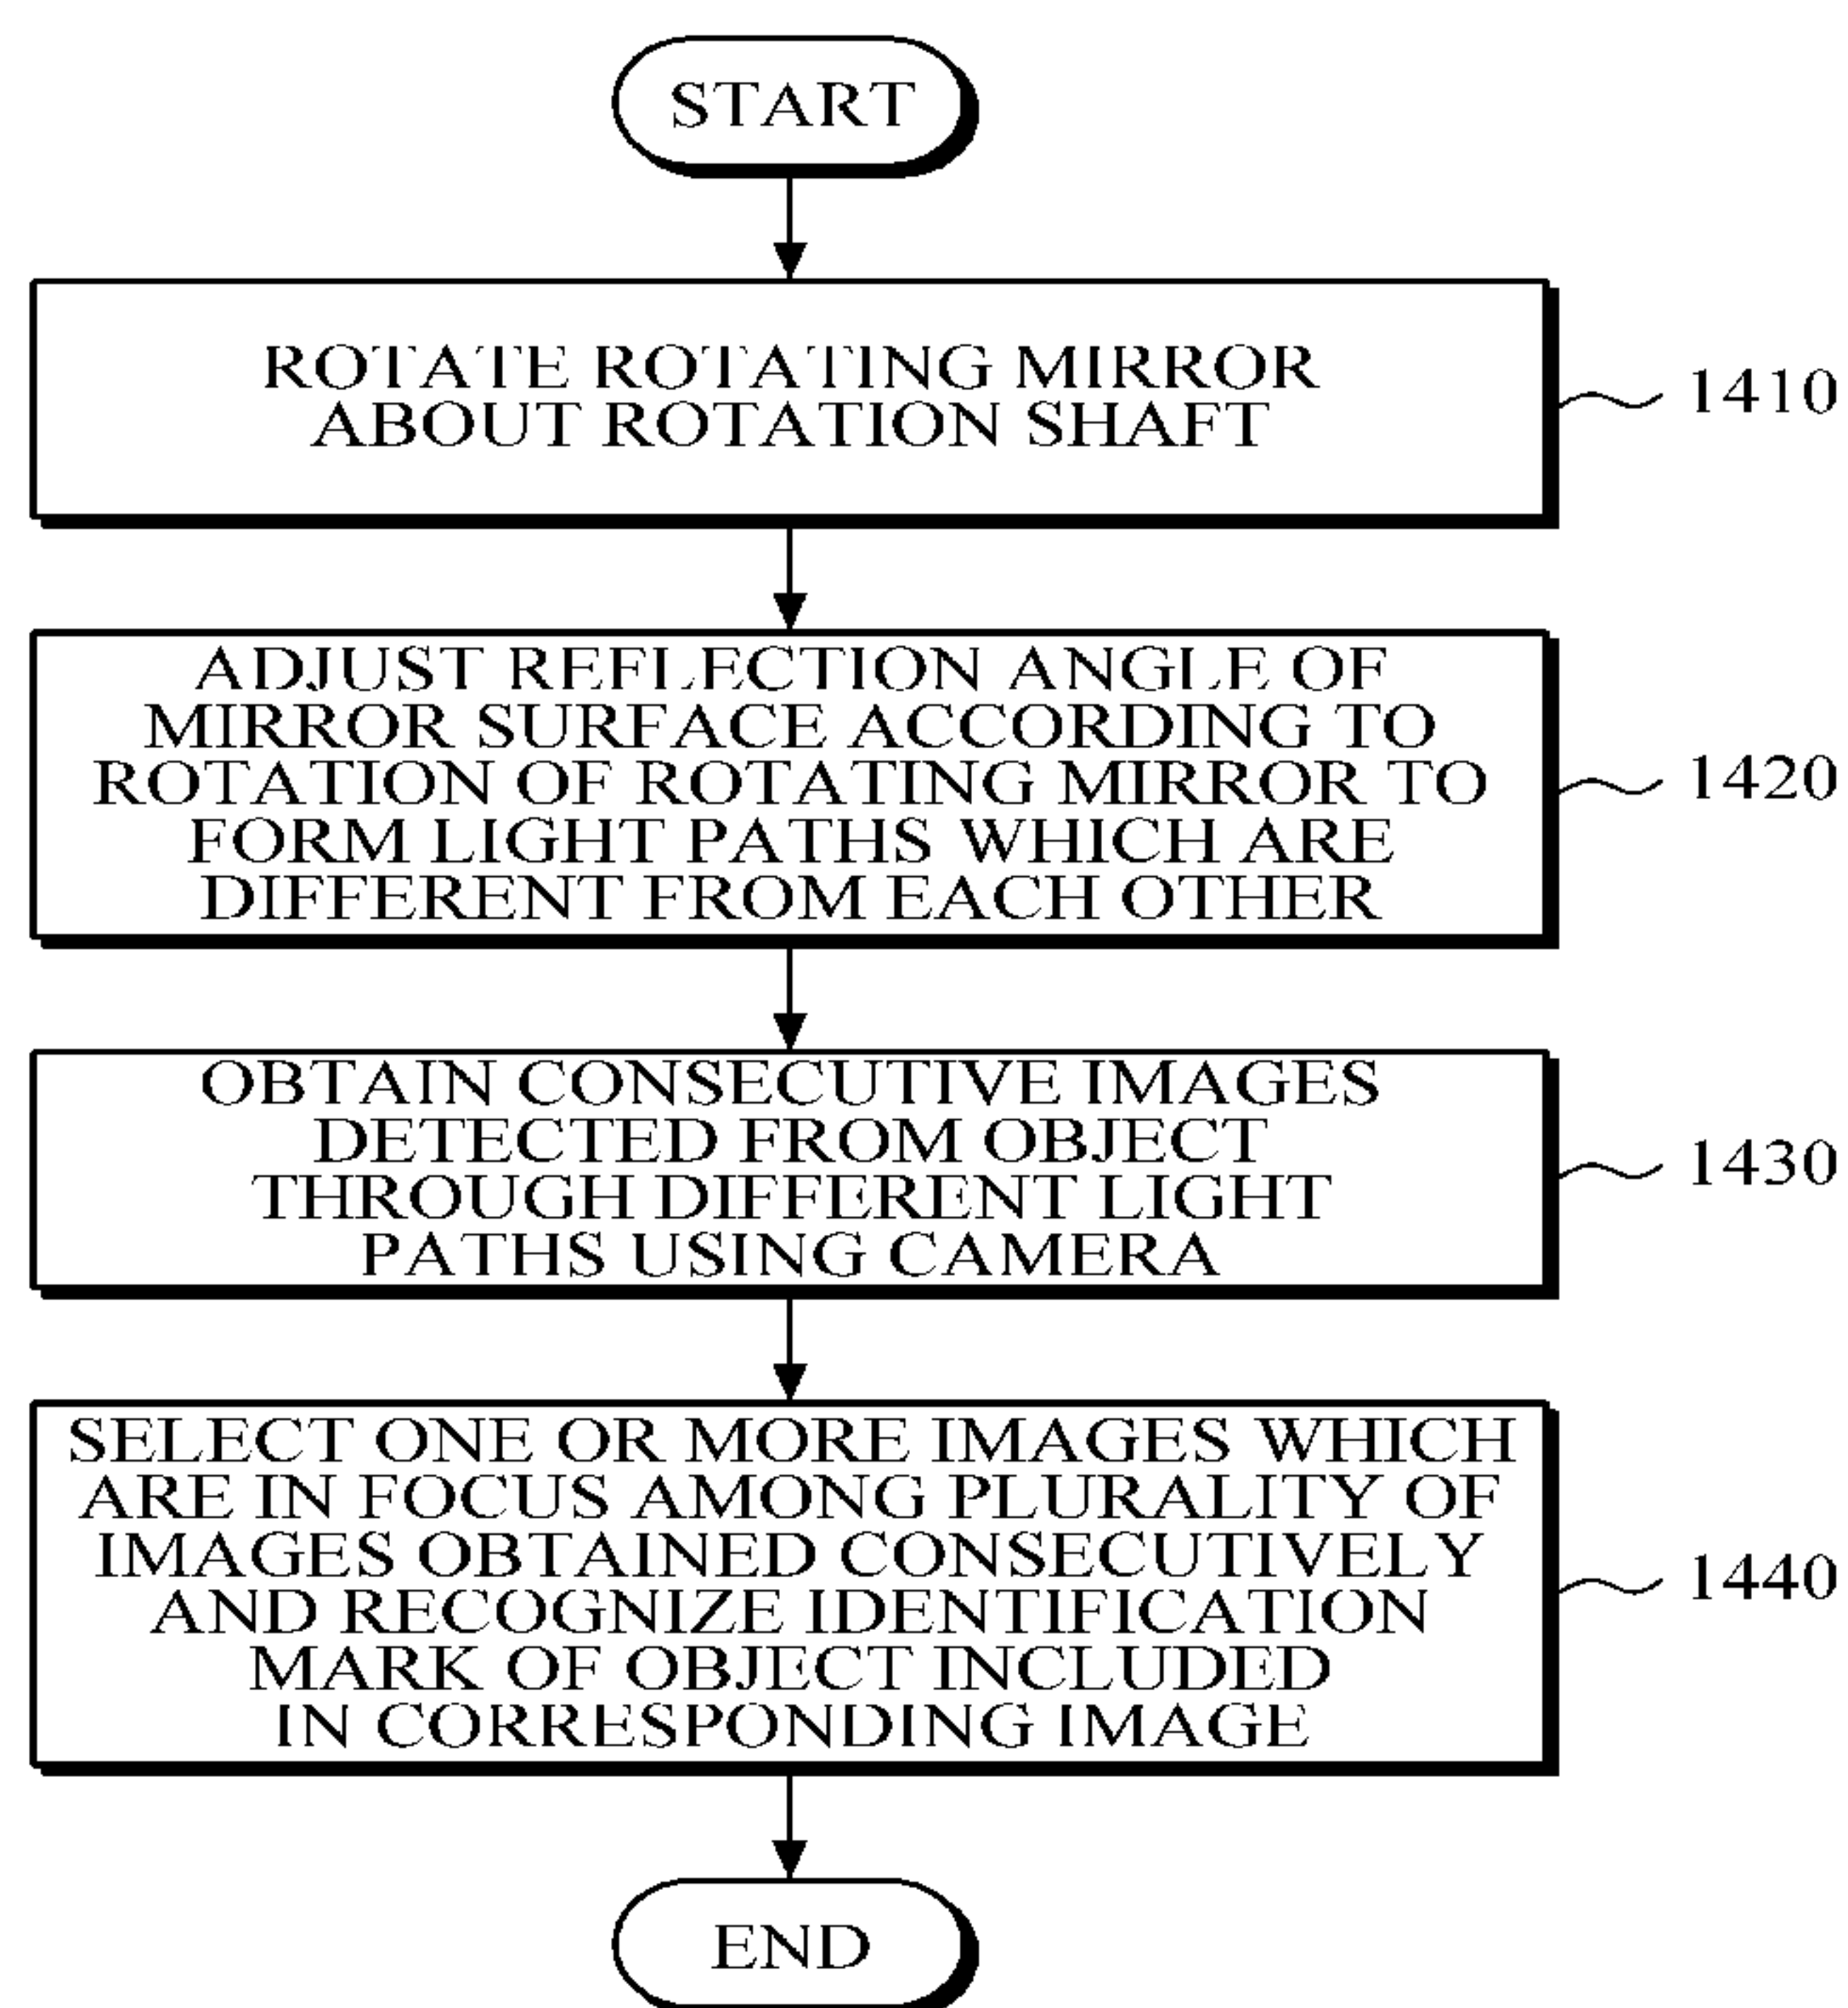 START
ROTATE ROTATING MIRROR
ABOUT ROTATION SHAFT
1410
ADJUST REFLECTION ANGLE OF
MIRROR SURFACE ACCORDING TO
ROTATION OF ROTATING MIRROR TO
FORM LIGHT PATHS WHICH ARE
DIFFERENT FROM EACH OTHER
1420
OBTAIN CONSECUTIVE IMAGES
DETECTED FROM OBJECT
THROUGH DIFFERENT LIGHT
PATHS USING CAMERA
1430
SELECT ONE OR MORE IMAGES WHICH
ARE IN FOCUS AMONG PLURALITY OF
IMAGES OBTAINED CONSECUTIVELY
AND RECOGNIZE IDENTIFICATION
MARK OF OBJECT INCLUDED
IN CORRESPONDING IMAGE
1440
END